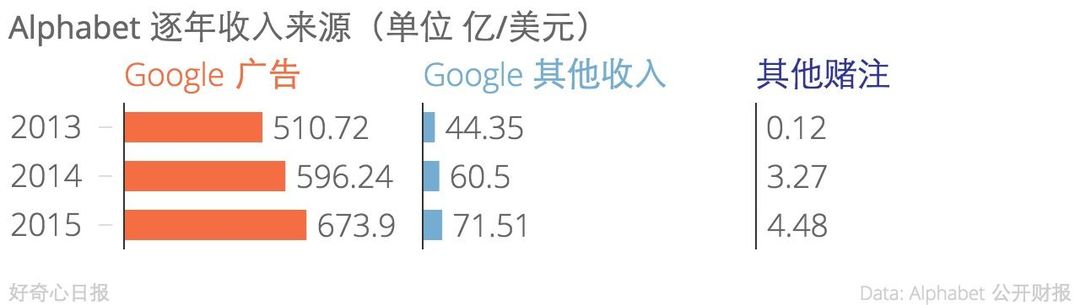 Alphabet 逐年收入来源（单位 亿/美元）
Google 广告 Google 其他收入 其他赌注
2013 510.72 44.35 0.12
2014 596.24 60.5 3.27
2015 673.9 71.51 4.48
好奇心日报 Data: Alphabet 公开财报